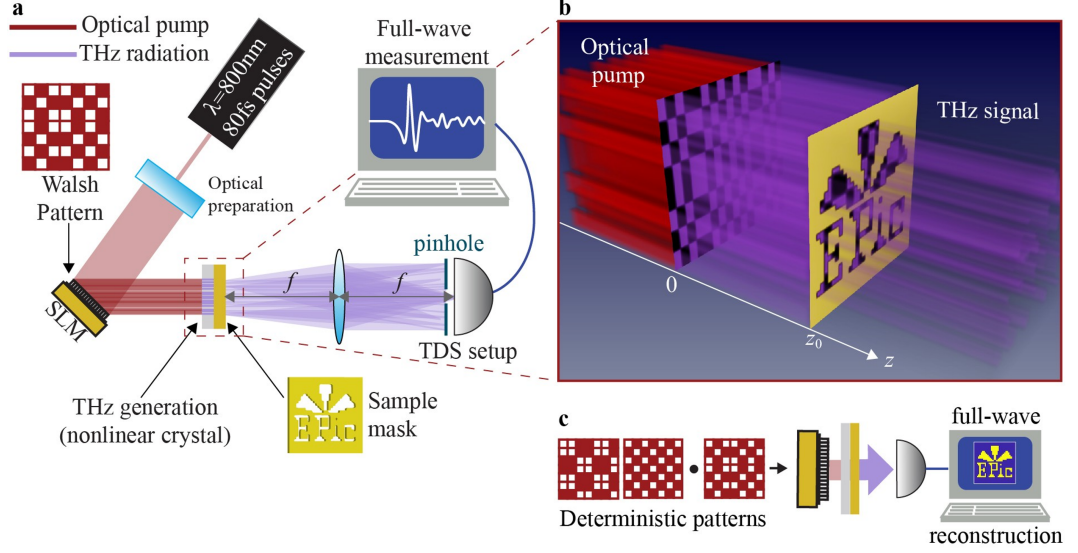 a
Optical pump
THz radiation
λ=800nm
80fs pulses
Walsh
Pattern
Optical
preparation
Full-wave
measurement
SLM
f
f
pinhole
TDS setup
THz generation
(nonlinear crystal)
EPic
Sample
mask
b
Optical
pump
THz signal
EPic
0
z₀
z
c
Deterministic patterns
full-wave
EPic
reconstruction